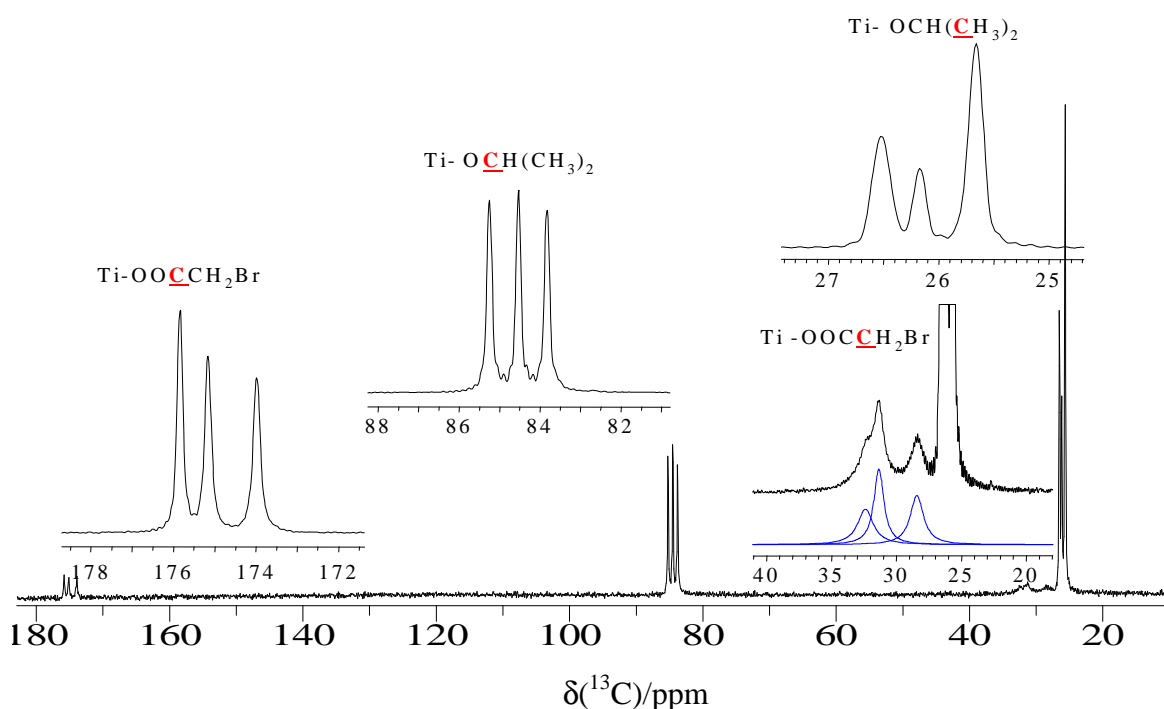 Ti- OCH(CH₃)₂
27 26 25
Ti- OCH(CH₃)₂
88 86 84 82
Ti-OOCCH₂Br
178 176 174 172
Ti -OOCCH₂Br
40 35 30 25 20
180 160 140 120 100 80 60 40 20
δ(¹³C)/ppm